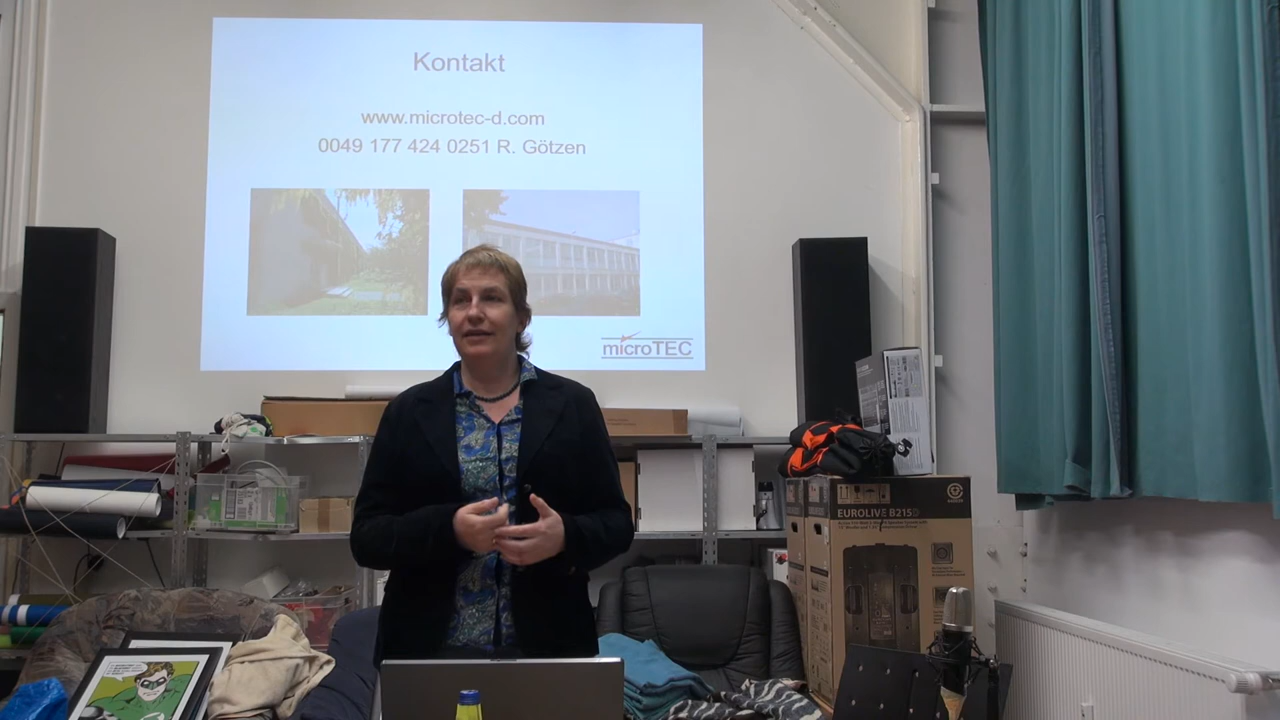 Kontakt
www.microtec-d.com
0049 177 424 0251 R. Götzen
microTEC
EUROLIVE B215D